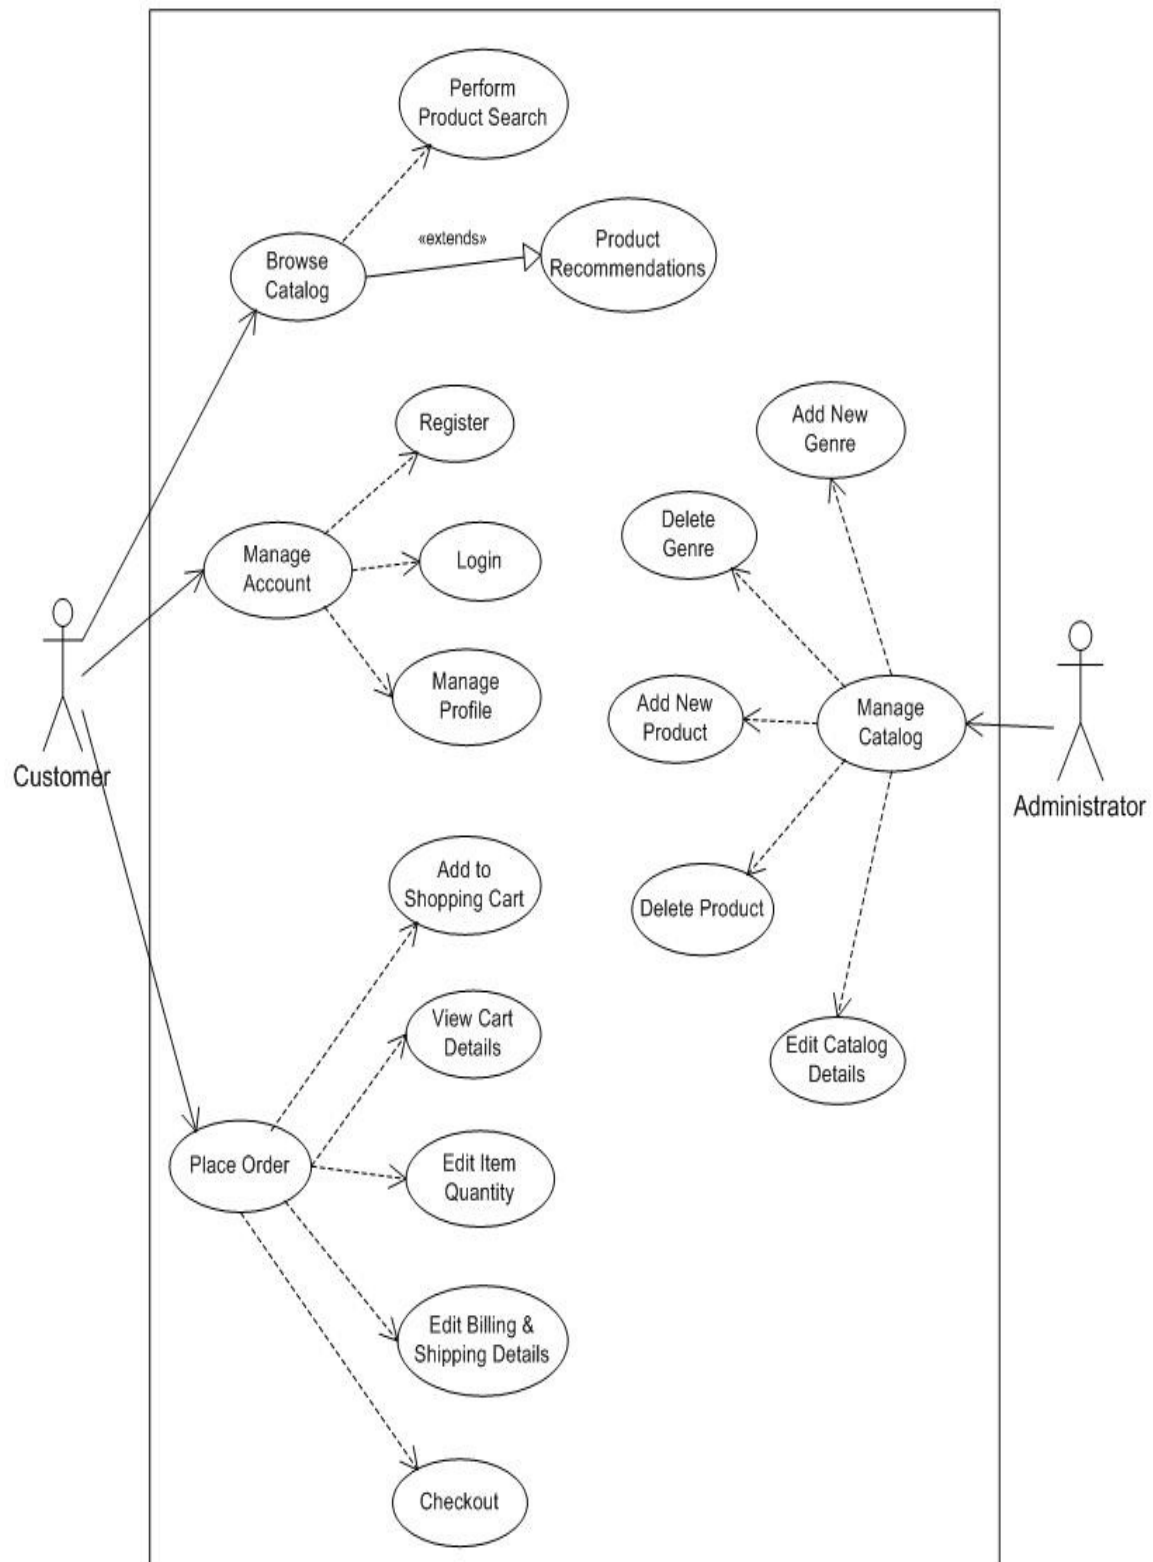 Perform
Product Search
«extends»
Product
Recommendations
Browse
Catalog
Register
Add New
Genre
Delete
Genre
Manage
Account
Login
Manage
Profile
Add New
Product
Manage
Catalog
Customer
Administrator
Add to
Shopping Cart
Delete Product
View Cart
Details
Edit Catalog
Details
Place Order
Edit Item
Quantity
Edit Billing &
Shipping Details
Checkout